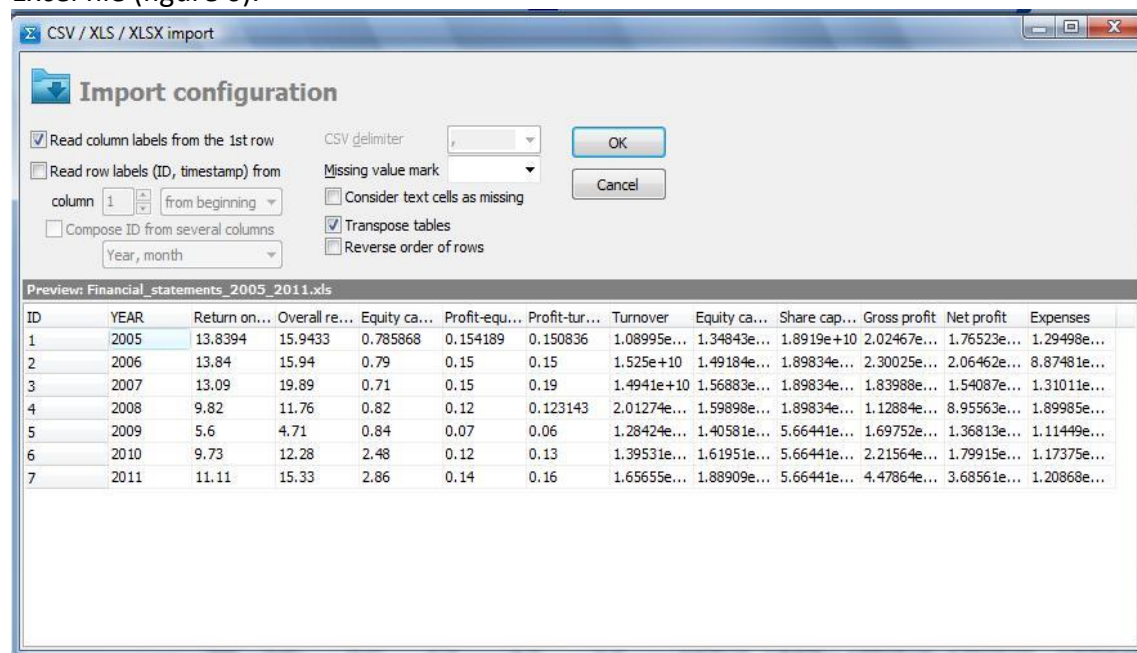 Excel file (figure 6).
CSV / XLS / XLSX import
Import configuration
Read column labels from the 1st row CSV delimiter , OK
Read row labels (ID, timestamp) from Missing value mark Cancel
column 1 from beginning Consider text cells as missing
Compose ID from several columns Transpose tables
Year, month Reverse order of rows
Preview: Financial_statements_2005_2011.xls
ID YEAR Return on... Overall re... Equity ca... Profit-equ... Profit-tur... Turnover Equity ca... Share cap... Gross profit Net profit Expenses
1 2005 13.8394 15.9433 0.785868 0.154189 0.150836 1.08995e... 1.34843e... 1.8919e+10 2.02467e... 1.76523e... 1.29498e...
2 2006 13.84 15.94 0.79 0.15 0.15 1.525e+10 1.49184e... 1.89834e... 2.30025e... 2.06462e... 8.87481e...
3 2007 13.09 19.89 0.71 0.15 0.19 1.4941e+10 1.56883e... 1.89834e... 1.83988e... 1.54087e... 1.31011e...
4 2008 9.82 11.76 0.82 0.12 0.123143 2.01274e... 1.59898e... 1.89834e... 1.12884e... 8.95563e... 1.89985e...
5 2009 5.6 4.71 0.84 0.07 0.06 1.28424e... 1.40581e... 5.66441e... 1.69752e... 1.36813e... 1.11449e...
6 2010 9.73 12.28 2.48 0.12 0.13 1.39531e... 1.61951e... 5.66441e... 2.21564e... 1.79915e... 1.17375e...
7 2011 11.11 15.33 2.86 0.14 0.16 1.65655e... 1.88909e... 5.66441e... 4.47864e... 3.68561e... 1.20868e...